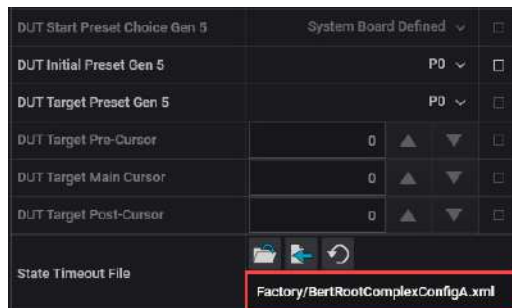 DUT Start Preset Choice Gen 5 System Board Defined
DUT Initial Preset Gen 5 P0
DUT Target Preset Gen 5 P0
DUT Target Pre-Cursor 0
DUT Target Main Cursor 0
DUT Target Post-Cursor 0
State Timeout File
Factory/BertRootComplexConfigA.xml